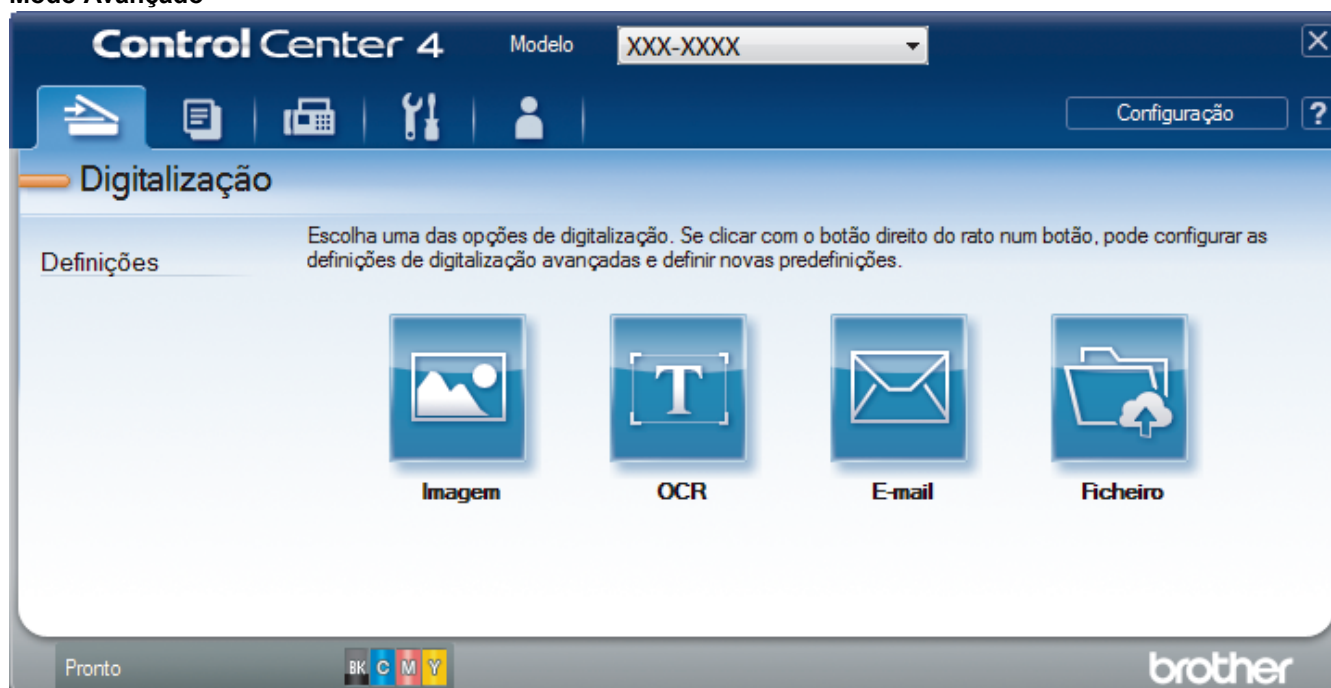 Modo Avançado
Control Center 4
Modelo
XXX-XXXX
Configuração
?
Digitalização
Definições
Escolha uma das opções de digitalização. Se clicar com o botão direito do rato num botão, pode configurar as
definições de digitalização avançadas e definir novas predefinições.
T
Imagem
OCR
E-mail
Ficheiro
Pronto
BK C M Y
brother